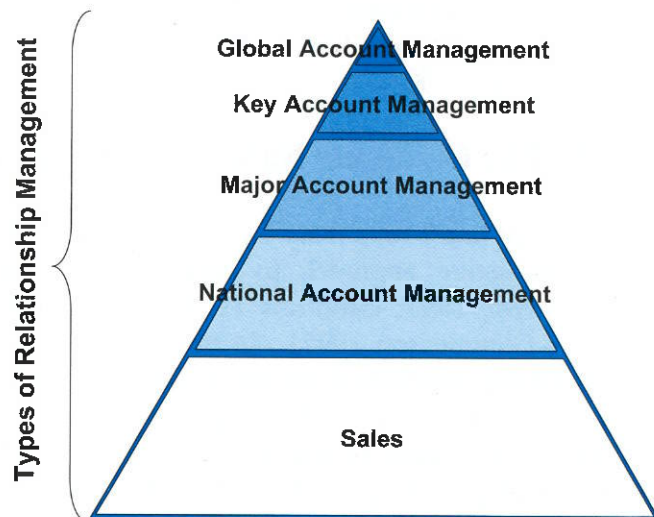 Types of Relationship Management
Global Account Management
Key Account Management
Major Account Management
National Account Management
Sales